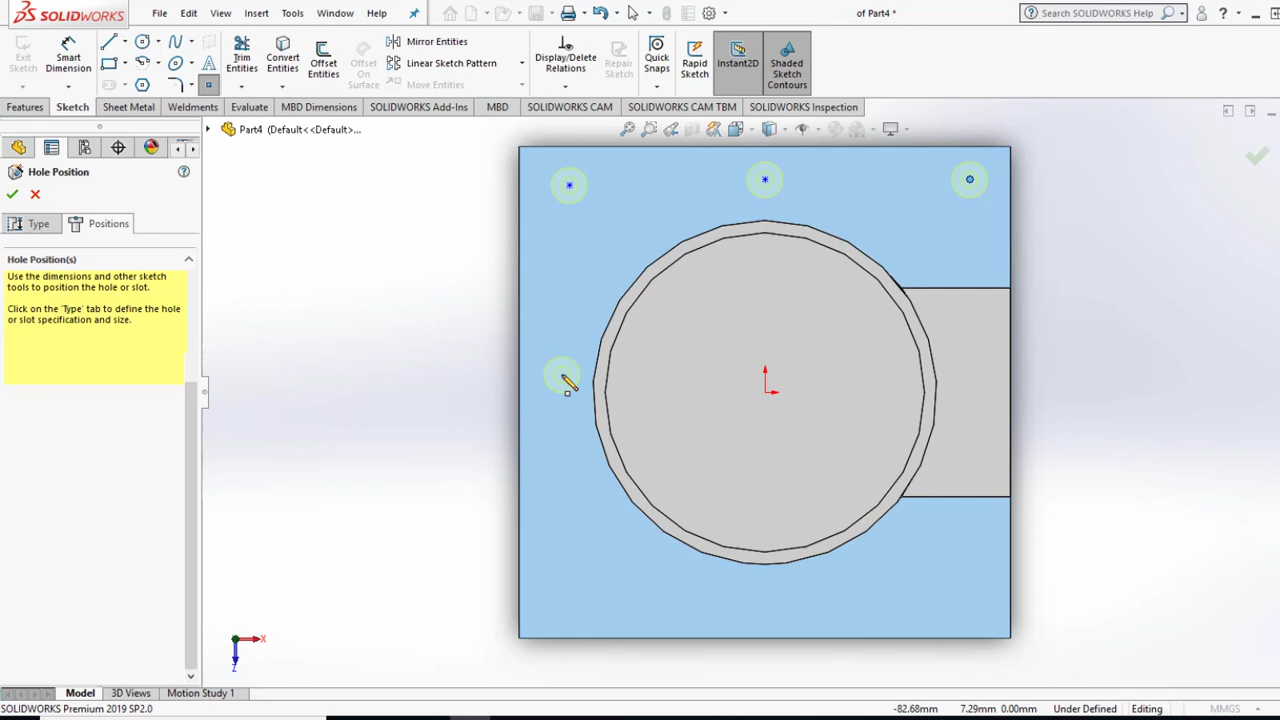 SOLIDWORKS
File Edit View Insert Tools Window Help
of Part4 *
Search SOLIDWORKS Help
Exit Sketch
Smart Dimension
Trim Entities
Convert Entities
Offset Entities
Offset On Surface
Mirror Entities
Linear Sketch Pattern
Move Entities
Display/Delete Relations
Repair Sketch
Quick Snaps
Rapid Sketch
Instant2D
Shaded Sketch Contours
Features Sketch Sheet Metal Weldments Evaluate MBD Dimensions SOLIDWORKS Add-Ins MBD SOLIDWORKS CAM SOLIDWORKS CAM TBM SOLIDWORKS Inspection
Part4 (Default<<Default>...
Hole Position
Type Positions
Hole Position(s)
Use the dimensions and other sketch
tools to position the hole or slot.
Click on the 'Type' tab to define the hole
or slot specification and size.
X
Z
Model 3D Views Motion Study 1
SOLIDWORKS Premium 2019 SP2.0
-82.68mm 7.29mm 0.00mm Under Defined Editing MMGS